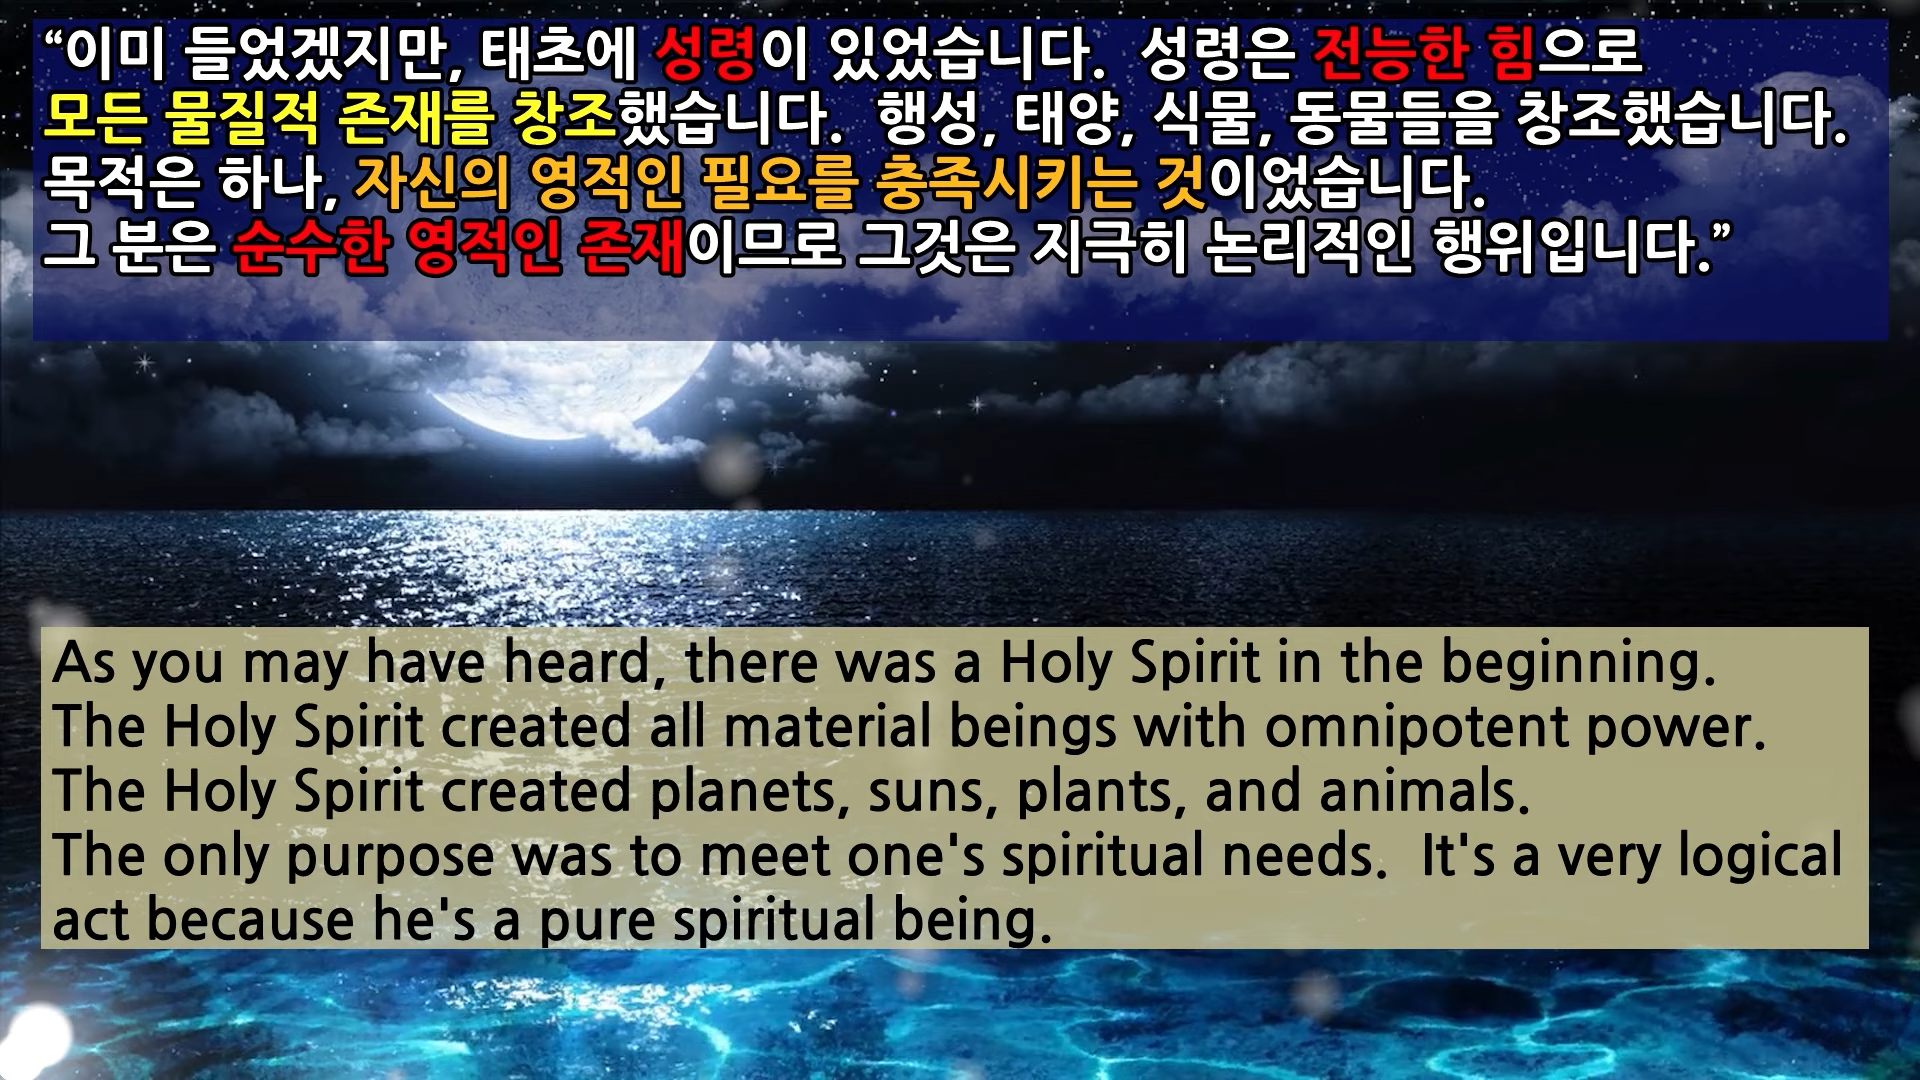 “이미 들었겠지만, 태초에 성령이 있었습니다.  성령은 전능한 힘으로
모든 물질적 존재를 창조했습니다.  행성, 태양, 식물, 동물들을 창조했습니다.
목적은 하나, 자신의 영적인 필요를 충족시키는 것이었습니다.
그 분은 순수한 영적인 존재이므로 그것은 지극히 논리적인 행위입니다.”
As you may have heard, there was a Holy Spirit in the beginning.
The Holy Spirit created all material beings with omnipotent power.
The Holy Spirit created planets, suns, plants, and animals.
The only purpose was to meet one's spiritual needs.  It's a very logical
act because he's a pure spiritual being.